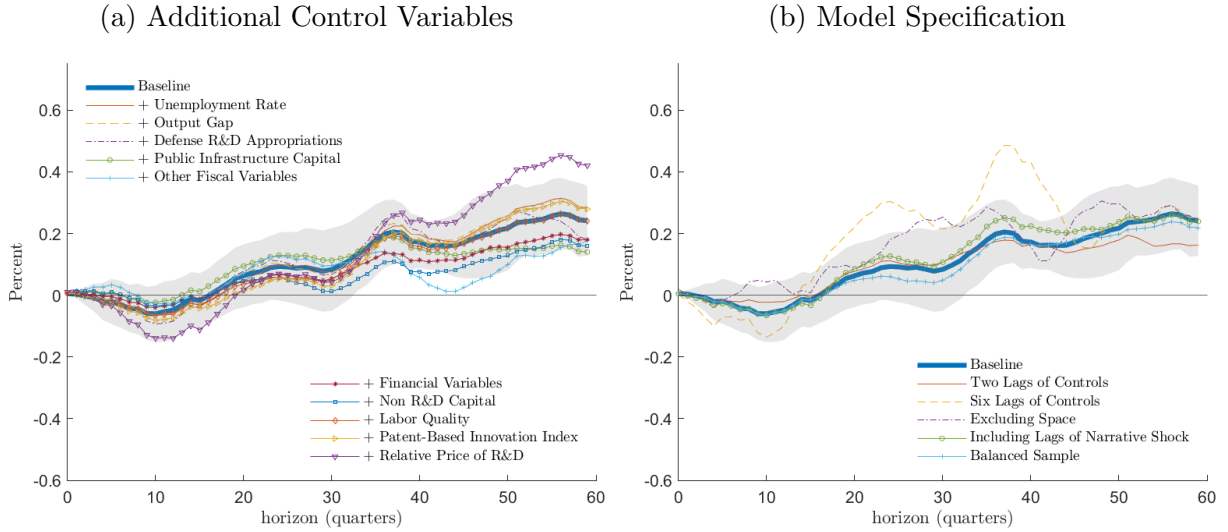 (a) Additional Control Variables
Percent
0.6
0.4
0.2
0
-0.2
-0.4
-0.6
Baseline
+ Unemployment Rate
+ Output Gap
+ Defense R&D Appropriations
+ Public Infrastructure Capital
+ Other Fiscal Variables
+ Financial Variables
+ Non R&D Capital
+ Labor Quality
+ Patent-Based Innovation Index
+ Relative Price of R&D
0 10 20 30 40 50 60
horizon (quarters)
(b) Model Specification
Percent
0.6
0.4
0.2
0
-0.2
-0.4
-0.6
Baseline
Two Lags of Controls
Six Lags of Controls
Excluding Space
Including Lags of Narrative Shock
Balanced Sample
0 10 20 30 40 50 60
horizon (quarters)